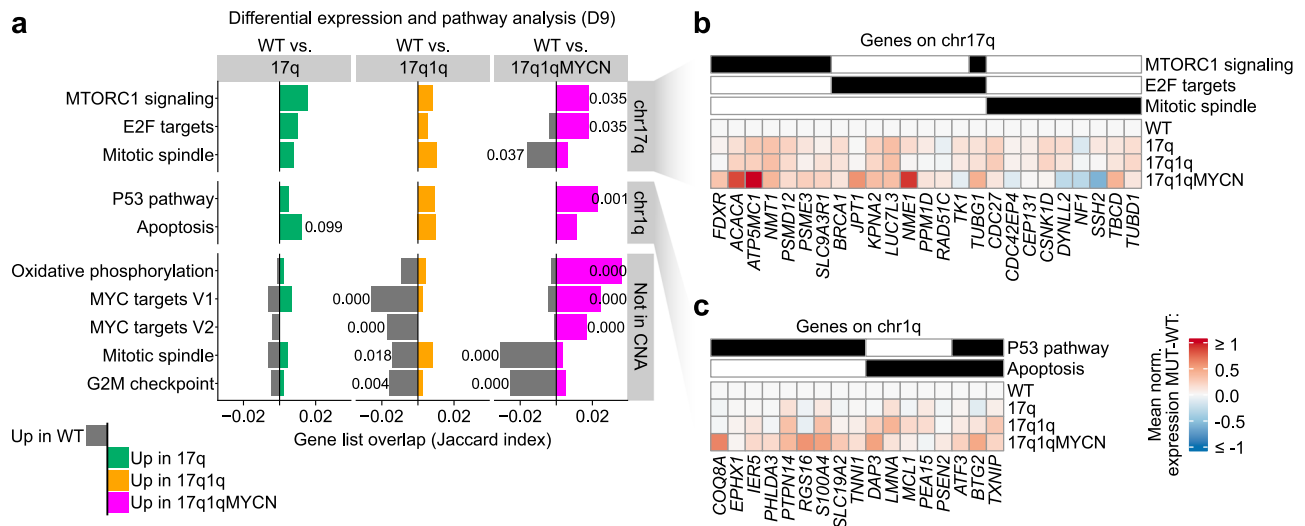 a
Differential expression and pathway analysis (D9)
WT vs.
WT vs.
WT vs.
17q
17q1q
17q1qMYCN
MTORC1 signaling
0.035
E2F targets
0.035
Mitotic spindle
0.037
chr17q
P53 pathway
0.001
Apoptosis
0.099
chr1q
Oxidative phosphorylation
0.000
MYC targets V1
0.000
0.000
MYC targets V2
0.000
0.000
Mitotic spindle
0.018
0.000
G2M checkpoint
0.004
0.000
Not in CNA
−0.02
0.02
−0.02
0.02
−0.02
0.02
Gene list overlap (Jaccard index)
Up in WT
Up in 17q
Up in 17q1q
Up in 17q1qMYCN
b
Genes on chr17q
MTORC1 signaling
E2F targets
Mitotic spindle
WT
17q
17q1q
17q1qMYCN
FDXR
ACACA
ATP5MC1
NMT1
PSMD12
PSME3
SLC9A3R1
BRCA1
JPT1
KPNA2
LUC7L3
NME1
PPM1D
RAD51C
TK1
TUBG1
CDC27
CDC42EP4
CEP131
CSNK1D
DYNLL2
NF1
SSH2
TBCD
TUBD1
c
Genes on chr1q
P53 pathway
Apoptosis
WT
17q
17q1q
17q1qMYCN
COQ8A
EPHX1
IER5
PHLDA3
PTPN14
RGS16
S100A4
SLC19A2
TNNI1
DAP3
LMNA
MCL1
PEA15
PSEN2
ATF3
BTG2
TXNIP
Mean norm.
expression MUT-WT:
≥ 1
0.5
0
−0.5
≤ -1